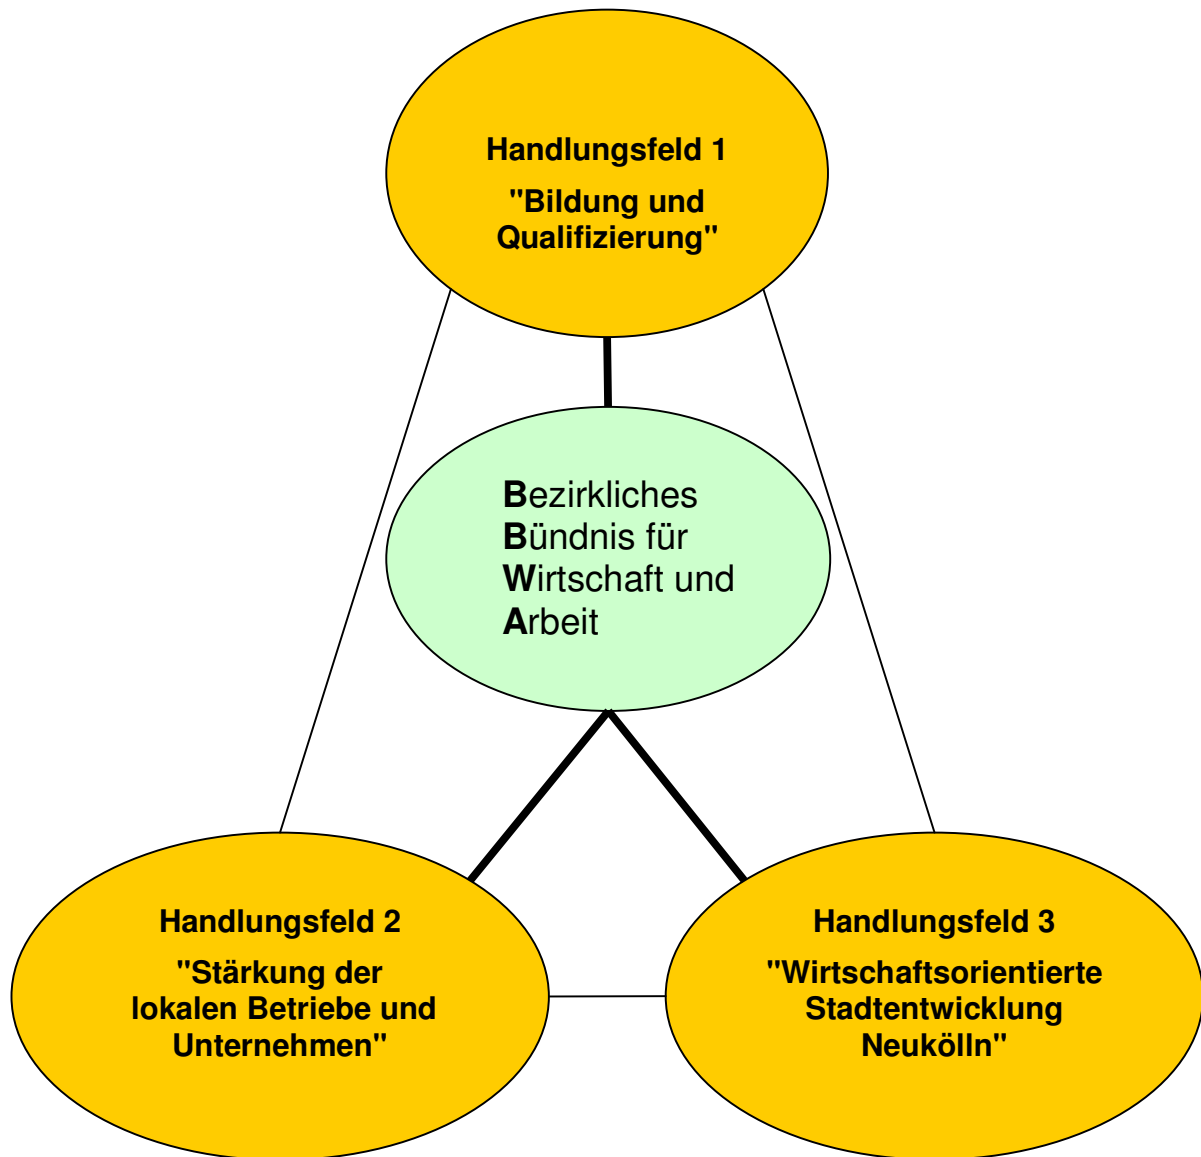 Handlungsfeld 1
"Bildung und
Qualifizierung"
Bezirkliches
Bündnis für
Wirtschaft und
Arbeit
Handlungsfeld 2
"Stärkung der
lokalen Betriebe und
Unternehmen"
Handlungsfeld 3
"Wirtschaftsorientierte
Stadtentwicklung
Neukölln"